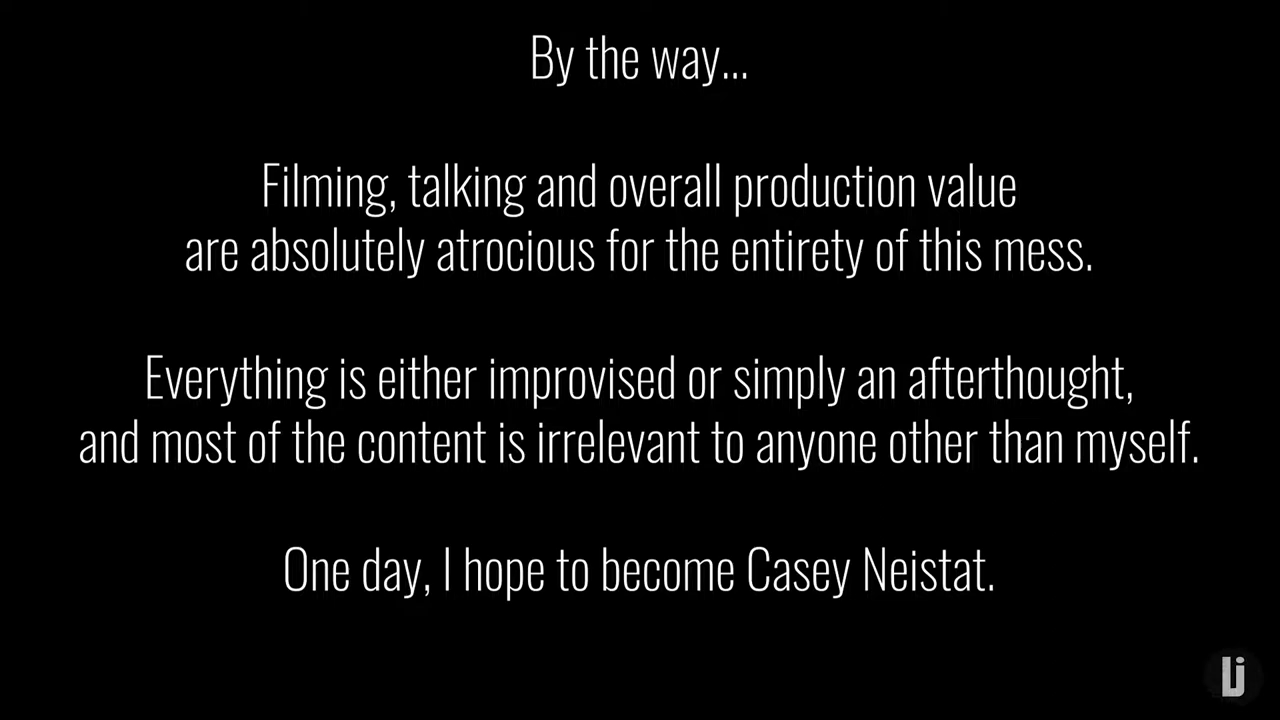 By the way...
Filming, talking and overall production value
are absolutely atrocious for the entirety of this mess.
Everything is either improvised or simply an afterthought,
and most of the content is irrelevant to anyone other than myself.
One day, I hope to become Casey Neistat.